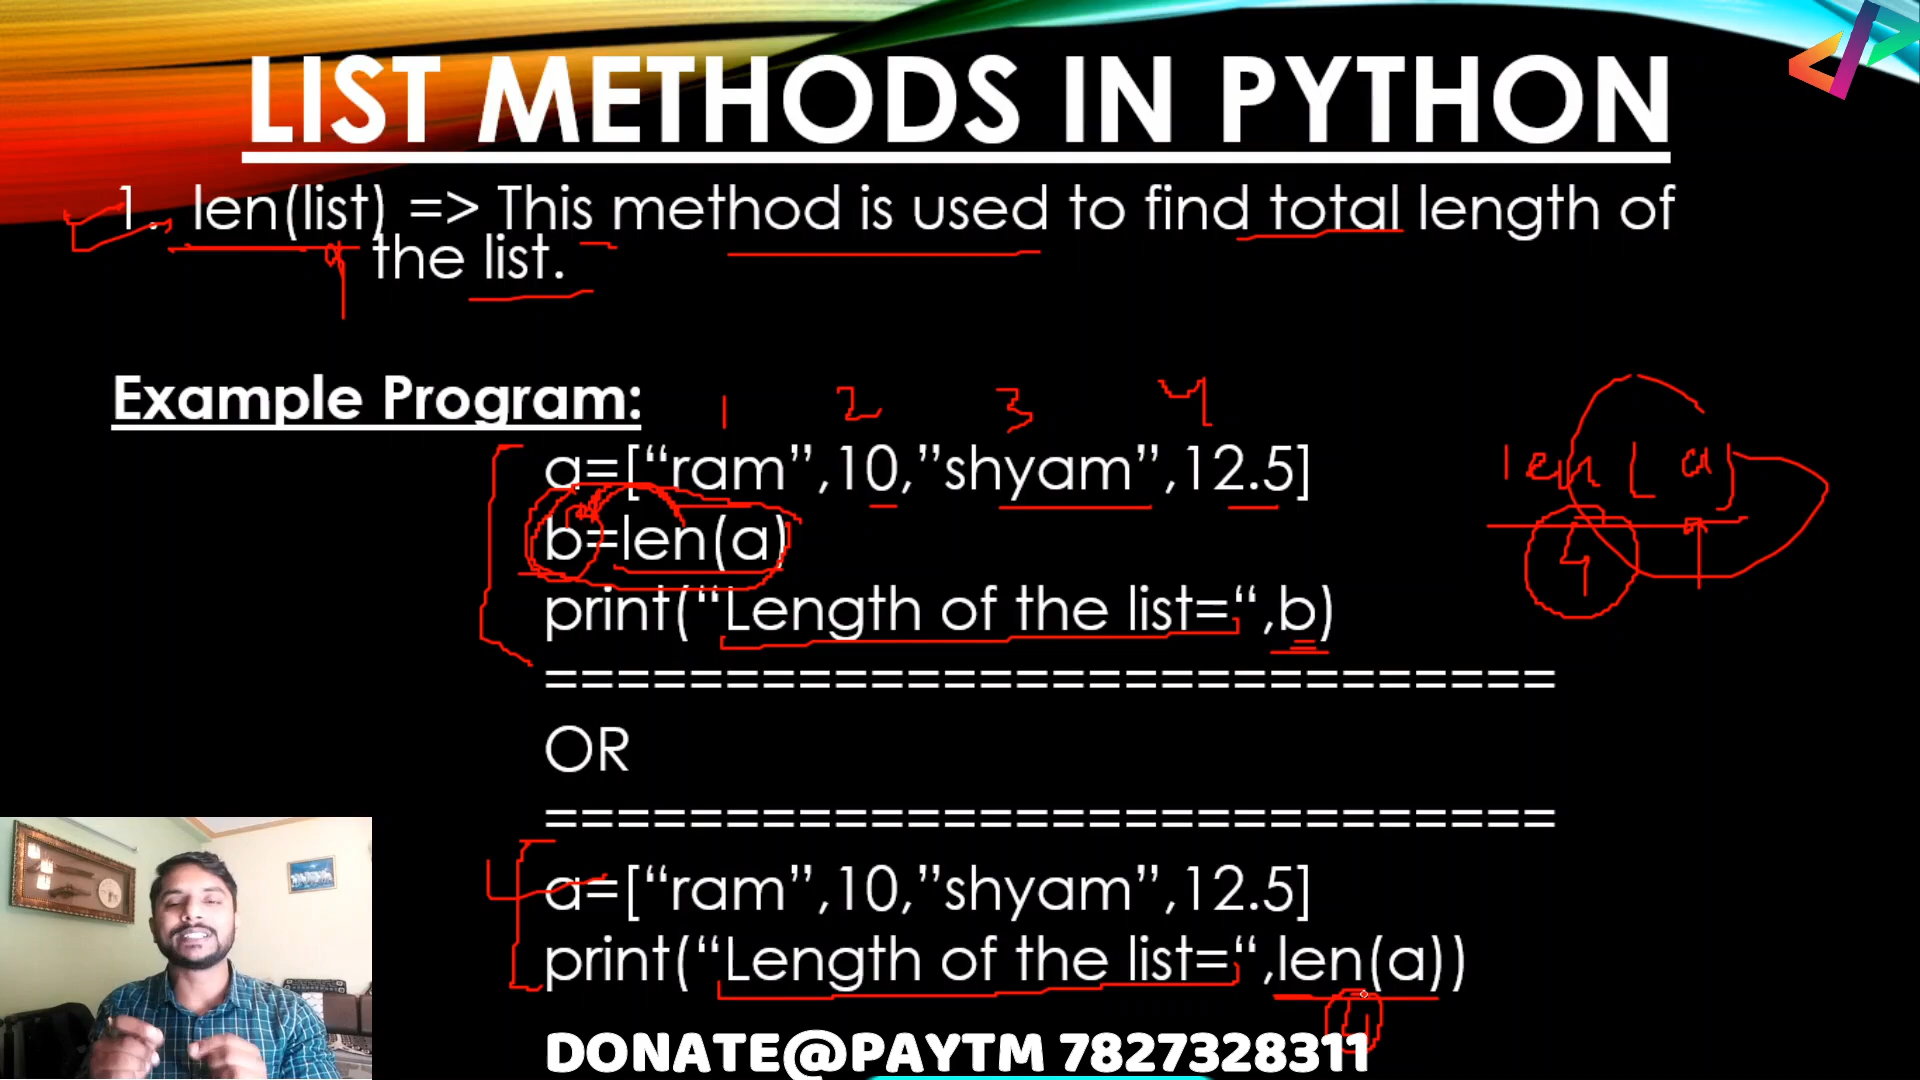 LIST METHODS IN PYTHON
1. len(list) => This method is used to find total length of
the list.
Example Program:
1 2 3 4
a=[“ram”,10,”shyam”,12.5]
len(a)
b=len(a)
4
print(“Length of the list=“,b)
============================
OR
============================
a=[“ram”,10,”shyam”,12.5]
print(“Length of the list=“,len(a))
4
DONATE@PAYTM 7827328311